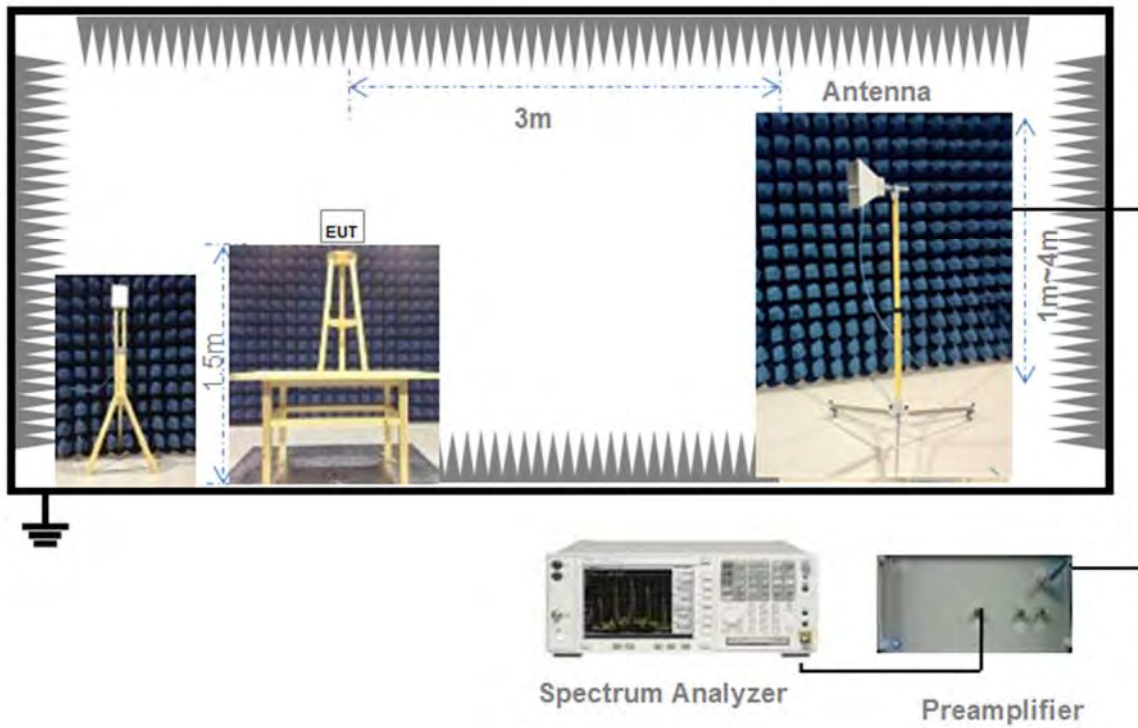 Antenna
3m
EUT
1.5m
1m~4m
Spectrum Analyzer
Preamplifier